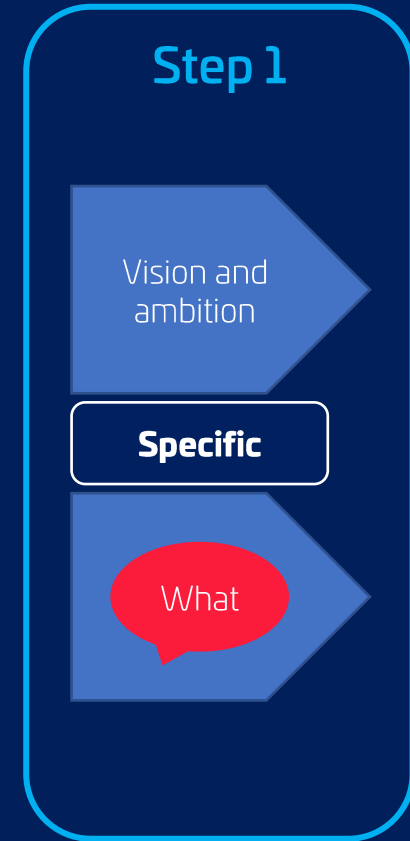 Step 1
Vision and
ambition
Specific
What